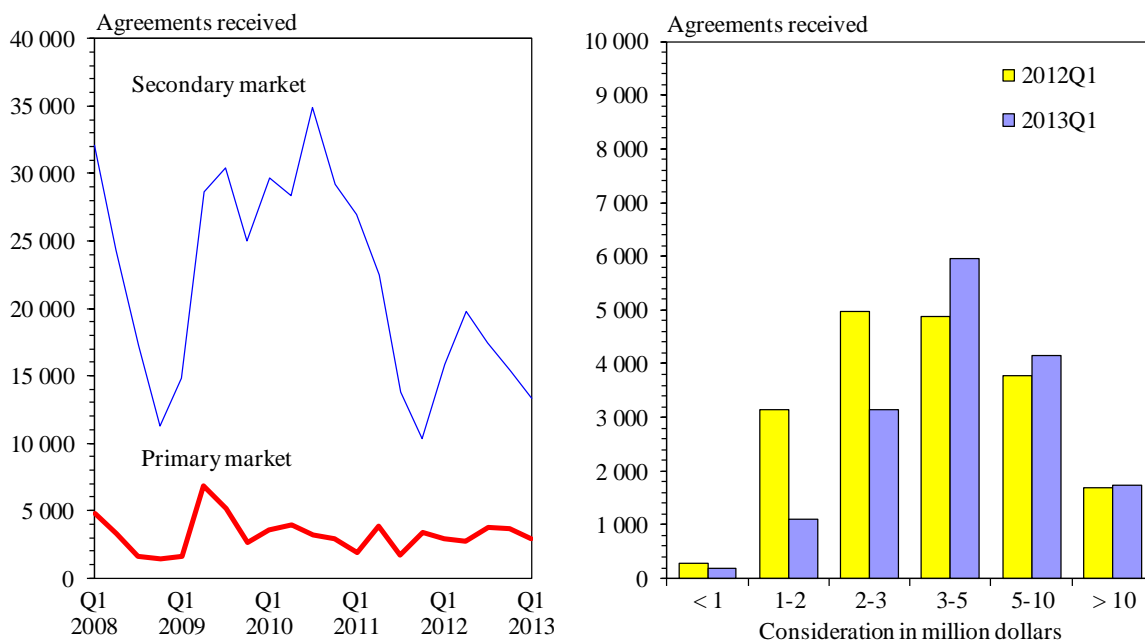 Agreements received
40 000
35 000
30 000
25 000
20 000
15 000
10 000
5 000
0
Secondary market
Primary market
Q1 Q1 Q1 Q1 Q1 Q1
2008 2009 2010 2011 2012 2013
Agreements received
10 000
9 000
8 000
7 000
6 000
5 000
4 000
3 000
2 000
1 000
0
2012Q1
2013Q1
< 1 1-2 2-3 3-5 5-10 > 10
Consideration in million dollars